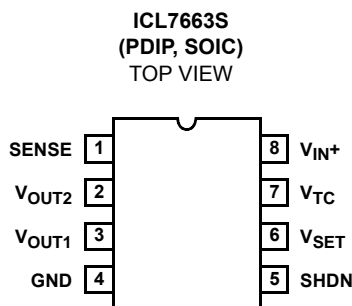 ICL7663S
(PDIP, SOIC)
TOP VIEW
SENSE 1
8 VIN+
VOUT2 2
7 VTC
VOUT1 3
6 VSET
GND 4
5 SHDN